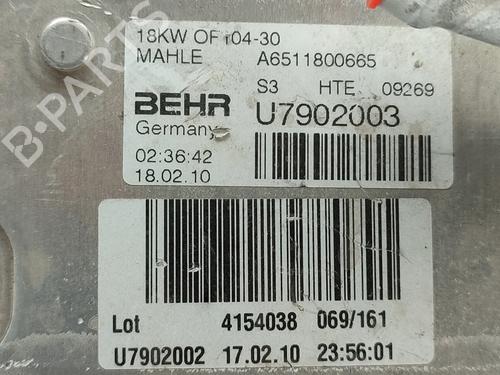 18KW OF r04-30
MAHLE A6511800665
S3 HTE 09269
BEHR U7902003
Germany
02:36:42
18.02.10
Lot 4154038 069/161
U7902002 17.02.10 23:56:01
B-PARTS